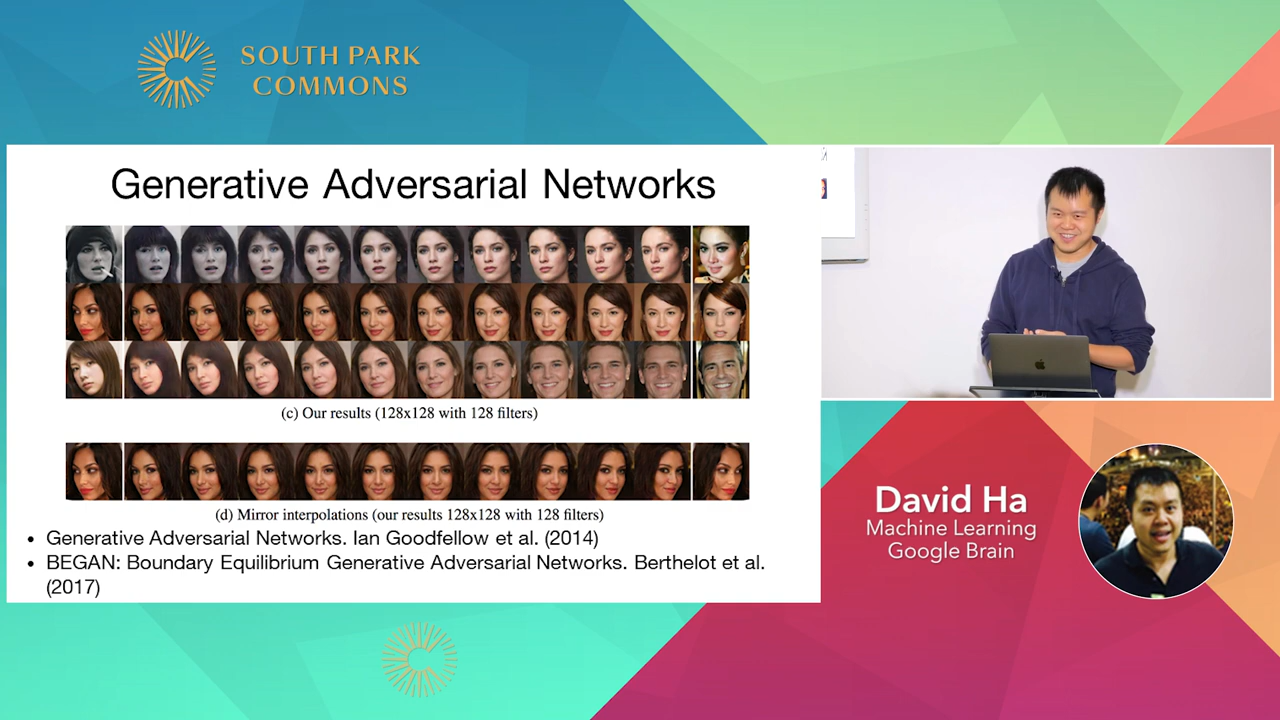 SOUTH PARK
COMMONS
Generative Adversarial Networks
(c) Our results (128x128 with 128 filters)
(d) Mirror interpolations (our results 128x128 with 128 filters)
• Generative Adversarial Networks. Ian Goodfellow et al. (2014)
• BEGAN: Boundary Equilibrium Generative Adversarial Networks. Berthelot et al.
(2017)
David Ha
Machine Learning
Google Brain